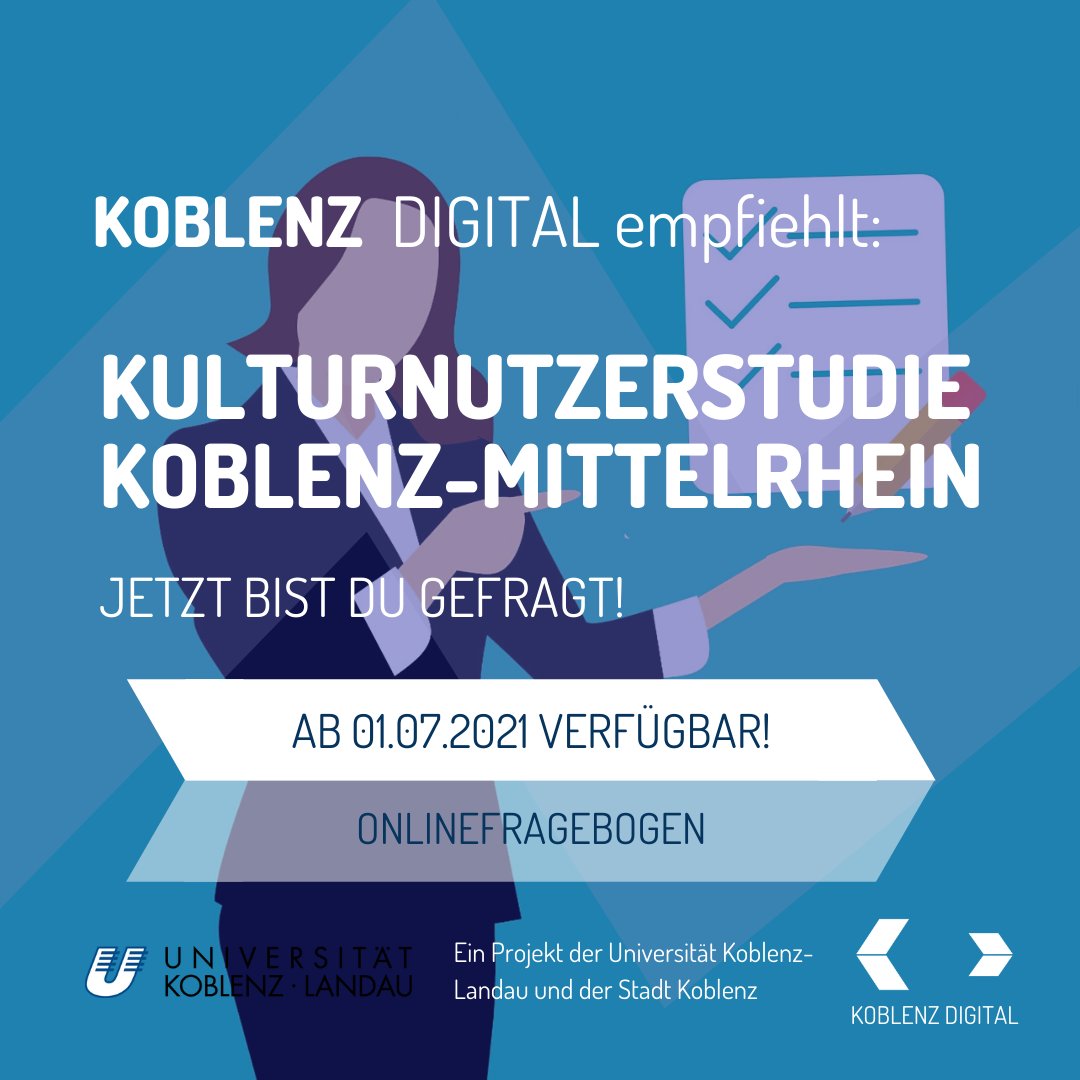 KOBLENZ DIGITAL empfiehlt:
KULTURNUTZERSTUDIE
KOBLENZ-MITTELRHEIN
JETZT BIST DU GEFRAGT!
AB 01.07.2021 VERFÜGBAR!
ONLINEFRAGEBOGEN
UNIVERSITÄT
KOBLENZ · LANDAU
Ein Projekt der Universität Koblenz-
Landau und der Stadt Koblenz
KOBLENZ DIGITAL